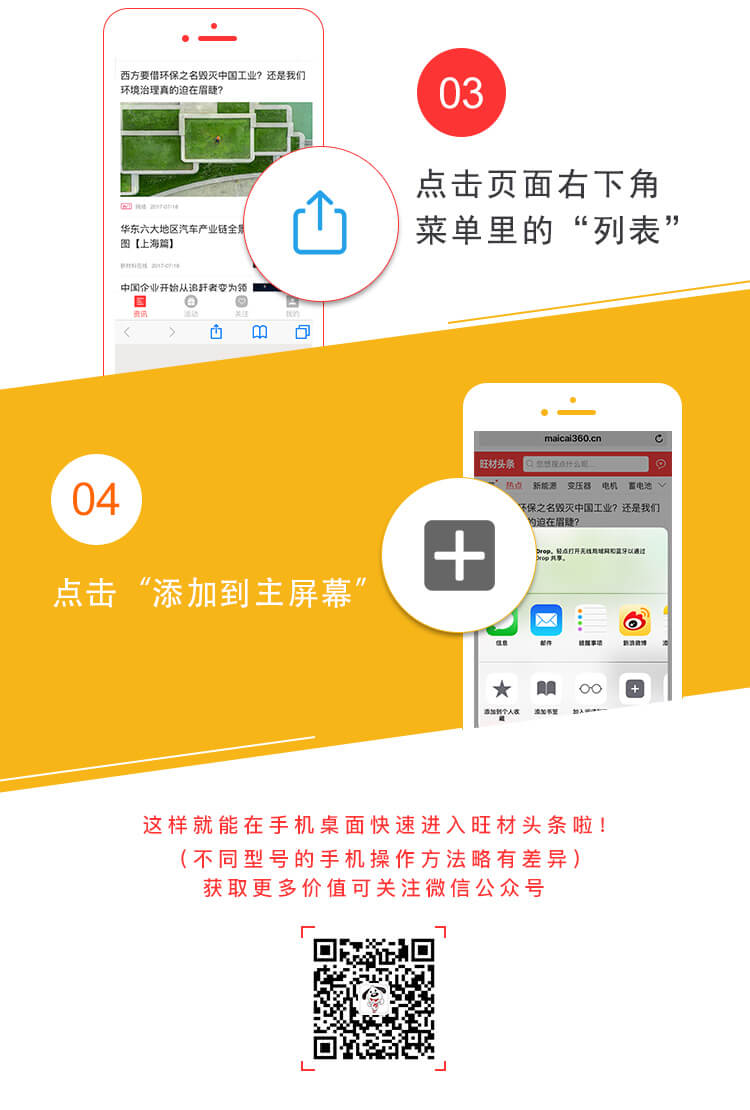 西方要借环保之名毁灭中国工业？还是我们
环境治理真的迫在眉睫？
网络 2017-07-18
华东六大地区汽车产业链全景
图【上海篇】
新材料在线 2017-07-18
中国企业开始从追赶者变为领
资讯
活动
关注
我的
03
点击页面右下角
菜单里的“列表”
04
点击“添加到主屏幕”
maicai360.cn
旺材头条
您想搜点什么呢...
热点 新能源 变压器 电机 蓄电池
环保之名毁灭中国工业？还是我们
的迫在眉睫？
Drop。轻点打开无线局域网和蓝牙以通过
Drop 共享。
信息
邮件
提醒事项
新浪微博
添加到个人收
藏
添加书签
这样就能在手机桌面快速进入旺材头条啦！
（不同型号的手机操作方法略有差异）
获取更多价值可关注微信公众号